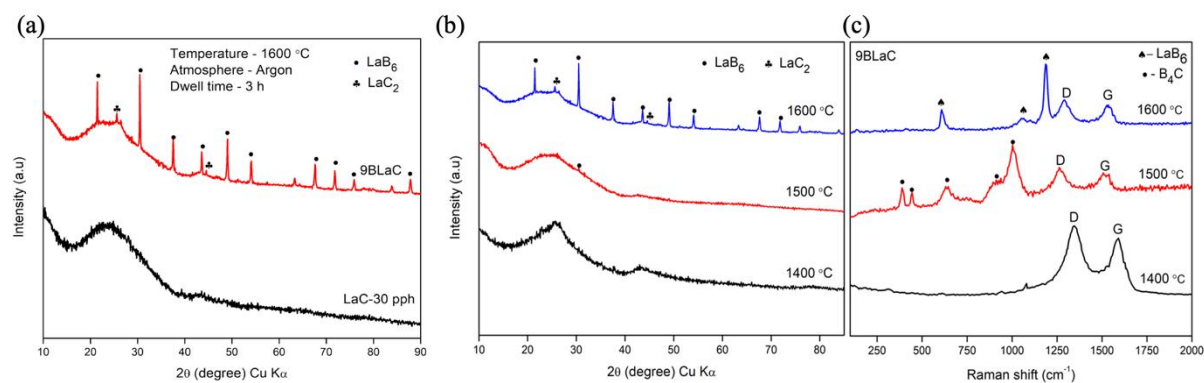 (a)
Temperature - 1600 °C
Atmosphere - Argon
Dwell time - 3 h
• LaB6
♣ LaC2
9BLaC
LaC-30 pph
Intensity (a.u)
10 20 30 40 50 60 70 80 90
2θ (degree) Cu Kα
(b)
• LaB6 ♣ LaC2
1600 °C
1500 °C
1400 °C
Intensity (a.u)
10 20 30 40 50 60 70 80
2θ (degree) Cu Kα
(c)
9BLaC
♠ – LaB6
• - B4C
D G
1600 °C
D G
1500 °C
D G
1400 °C
250 500 750 1000 1250 1500 1750 2000
Raman shift (cm-1)